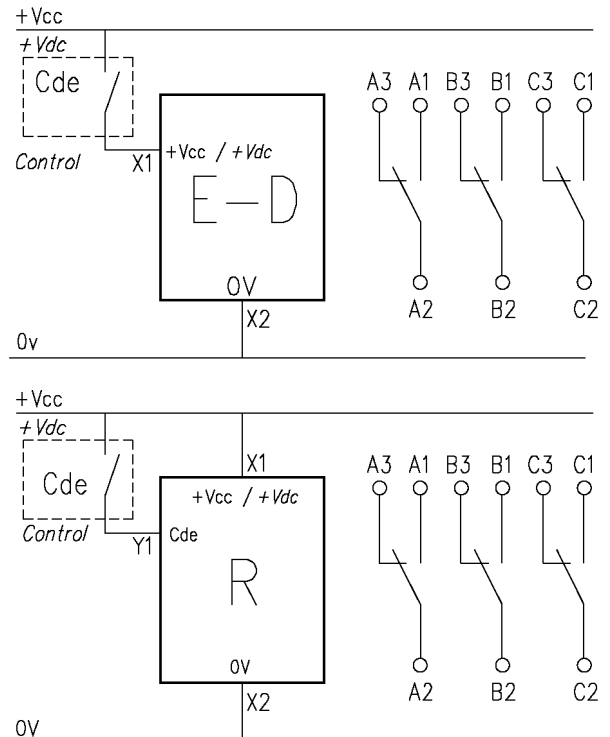 +Vcc
+Vdc
Cde
A3 A1 B3 B1 C3 C1
Control X1 +Vcc / +Vdc
E-D
0V
A2 B2 C2
X2
0v
+Vcc
+Vdc
X1
A3 A1 B3 B1 C3 C1
Cde
+Vcc / +Vdc
Control Y1 Cde
R
0V
A2 B2 C2
X2
0V